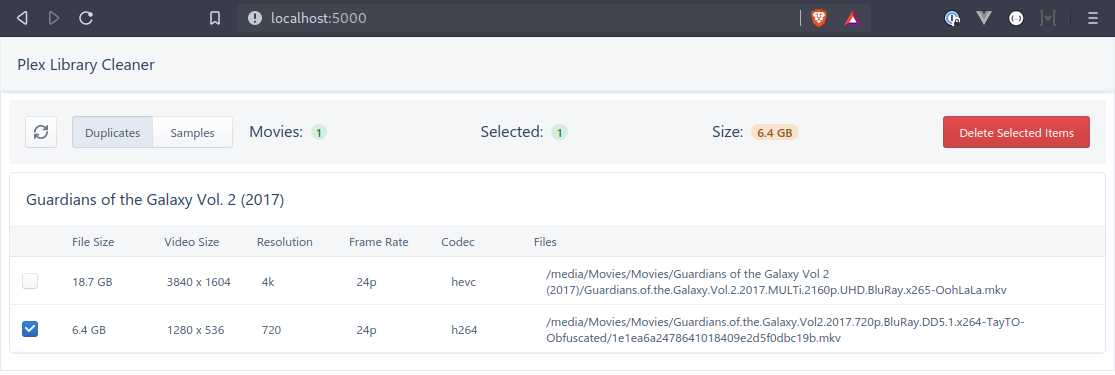 localhost:5000
Plex Library Cleaner
Duplicates Samples Movies: 1 Selected: 1 Size: 6.4 GB Delete Selected Items
Guardians of the Galaxy Vol. 2 (2017)
File Size Video Size Resolution Frame Rate Codec Files
18.7 GB 3840 x 1604 4k 24p hevc /media/Movies/Movies/Guardians of the Galaxy Vol 2
(2017)/Guardians.of.the.Galaxy.Vol.2.2017.MULTi.2160p.UHD.BluRay.x265-OohLaLa.mkv
6.4 GB 1280 x 536 720 24p h264 /media/Movies/Movies/Guardians.of.the.Galaxy.Vol2.2017.720p.BluRay.DD5.1.x264-TayTO-
Obfuscated/1e1ea6a2478641018409e2d5f0dbc19b.mkv